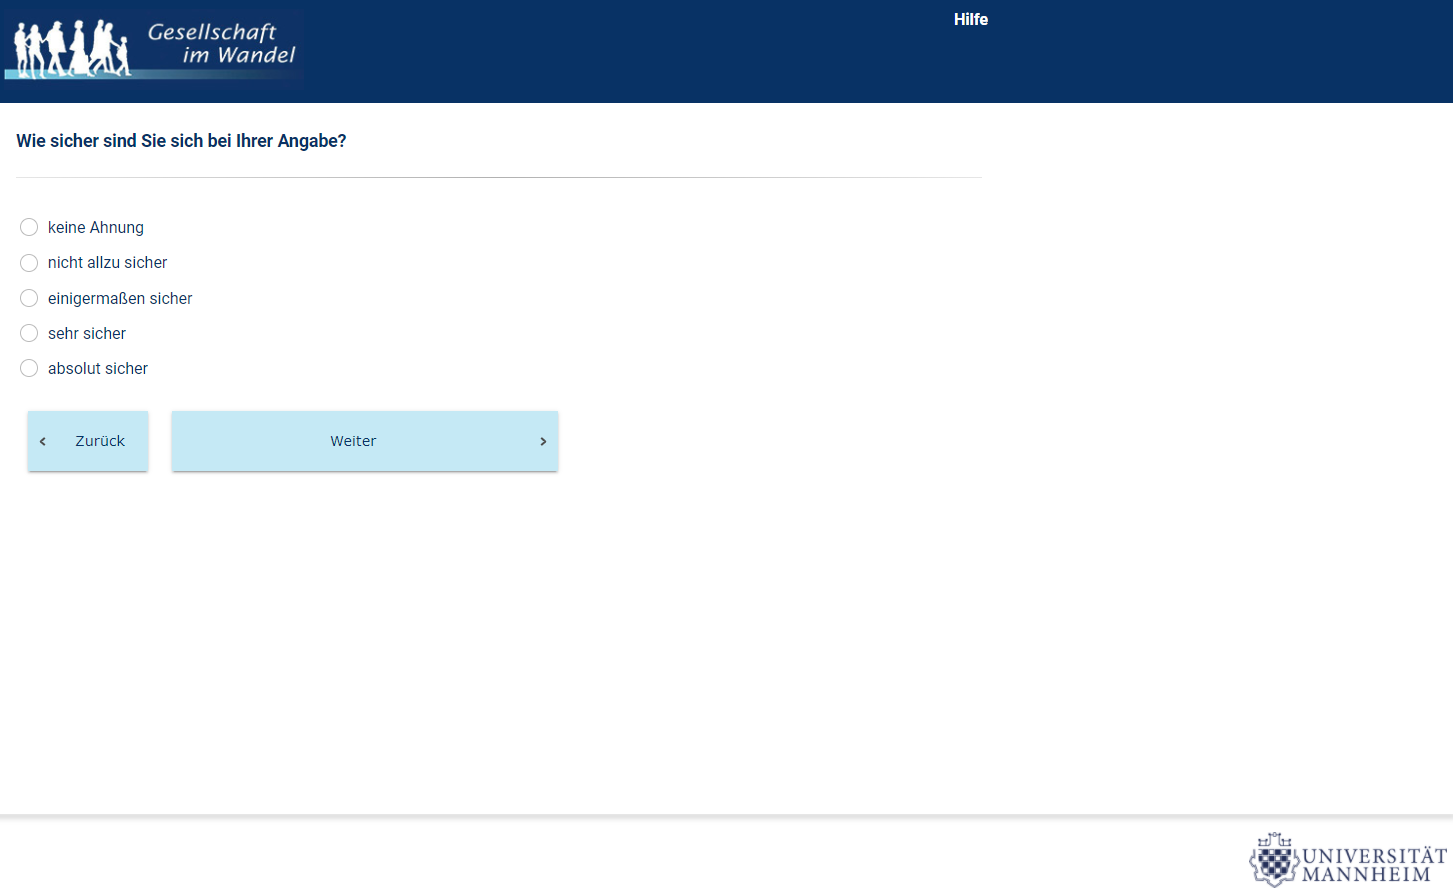 Gesellschaft
im Wandel
Hilfe
Wie sicher sind Sie sich bei Ihrer Angabe?
keine Ahnung
nicht allzu sicher
einigermaßen sicher
sehr sicher
absolut sicher
‹ Zurück
Weiter ›
UNIVERSITÄT
MANNHEIM